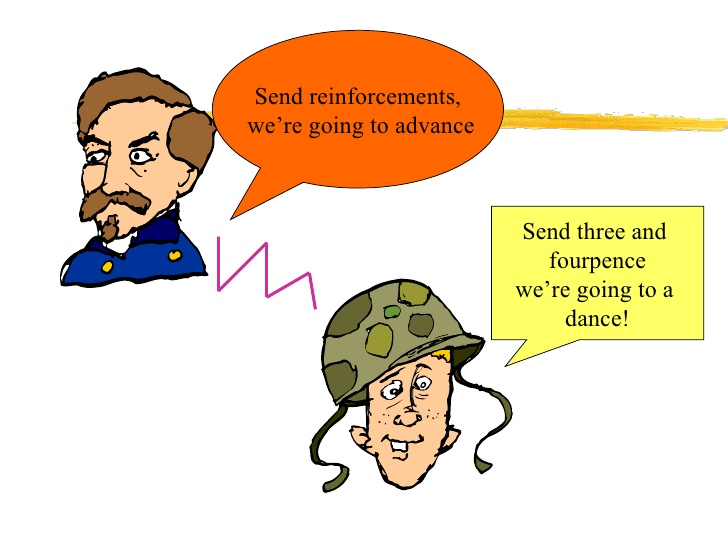 Send reinforcements,
we’re going to advance
Send three and
fourpence
we’re going to a
dance!